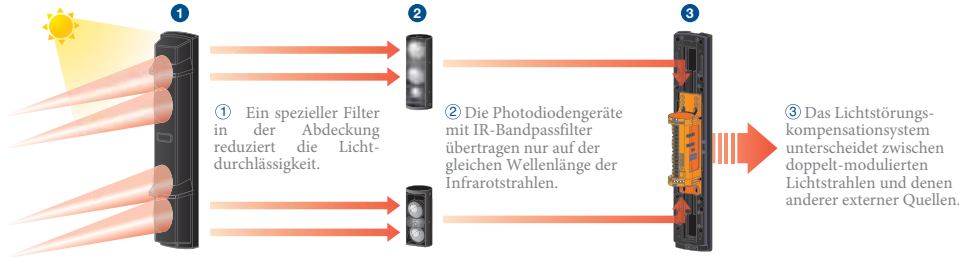 1
2
3
① Ein spezieller Filter
in der Abdeckung
reduziert die Licht-
durchlässigkeit.
② Die Photodiodengeräte
mit IR-Bandpassfilter
übertragen nur auf der
gleichen Wellenlänge der
Infrarotstrahlen.
③ Das Lichtstörungs-
kompensationsystem
unterscheidet zwischen
doppelt-modulierten
Lichtstrahlen und denen
anderer externer Quellen.